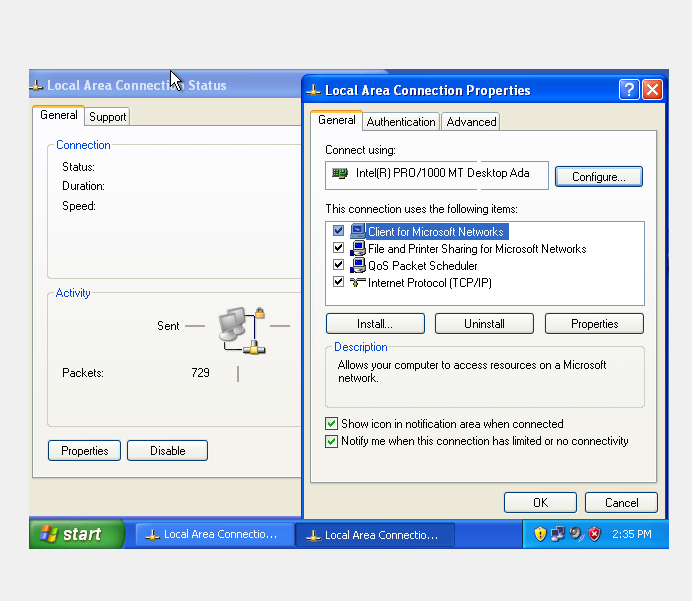 Local Area Connection Status
General
Support
Connection
Status:
Duration:
Speed:
Activity
Sent
Packets:
729
Properties
Disable
Local Area Connection Properties
General
Authentication
Advanced
Connect using:
Intel(R) PRO/1000 MT Desktop Ada
Configure...
This connection uses the following items:
Client for Microsoft Networks
File and Printer Sharing for Microsoft Networks
QoS Packet Scheduler
Internet Protocol (TCP/IP)
Install...
Uninstall
Properties
Description
Allows your computer to access resources on a Microsoft
network.
Show icon in notification area when connected
Notify me when this connection has limited or no connectivity
OK
Cancel
start
Local Area Connectio...
Local Area Connectio...
2:35 PM